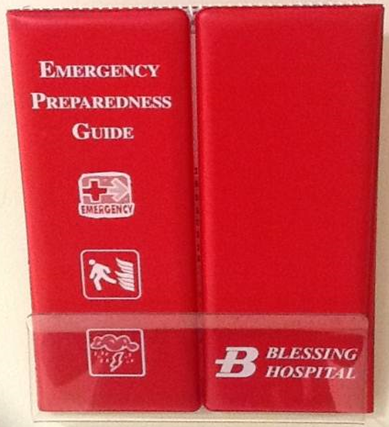 EMERGENCY
PREPAREDNESS
GUIDE
EMERGENCY
B BLESSING
HOSPITAL